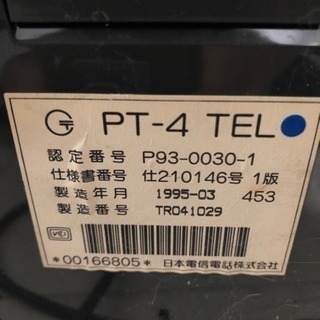 PT-4 TEL
認定番号 P93-0030-1
仕様書番号 仕210146号 1版
製造年月 1995-03 453
製造番号 TR041029
*00166805* 日本電信電話株式会社